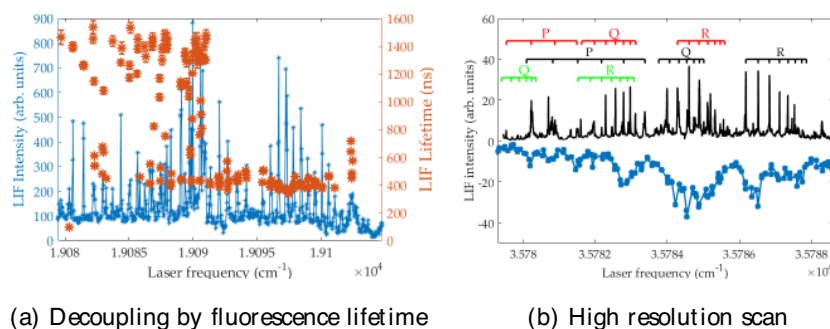 900
800
700
600
500
400
300
200
100
0
LIF Intensity (arb. units)
1600
1400
1200
1000
800
600
400
200
0
LIF Lifetime (ns)
1.908 1.9085 1.909 1.9095 1.91
Laser frequency (cm⁻¹) ×10⁴
(a) Decoupling by fluorescence lifetime
60
40
20
0
-20
-40
LIF intensity (arb. units)
P Q R
P Q R
Q R
3.578 3.5782 3.5784 3.5786 3.5788
Laser frequency (cm⁻¹) ×10⁴
(b) High resolution scan